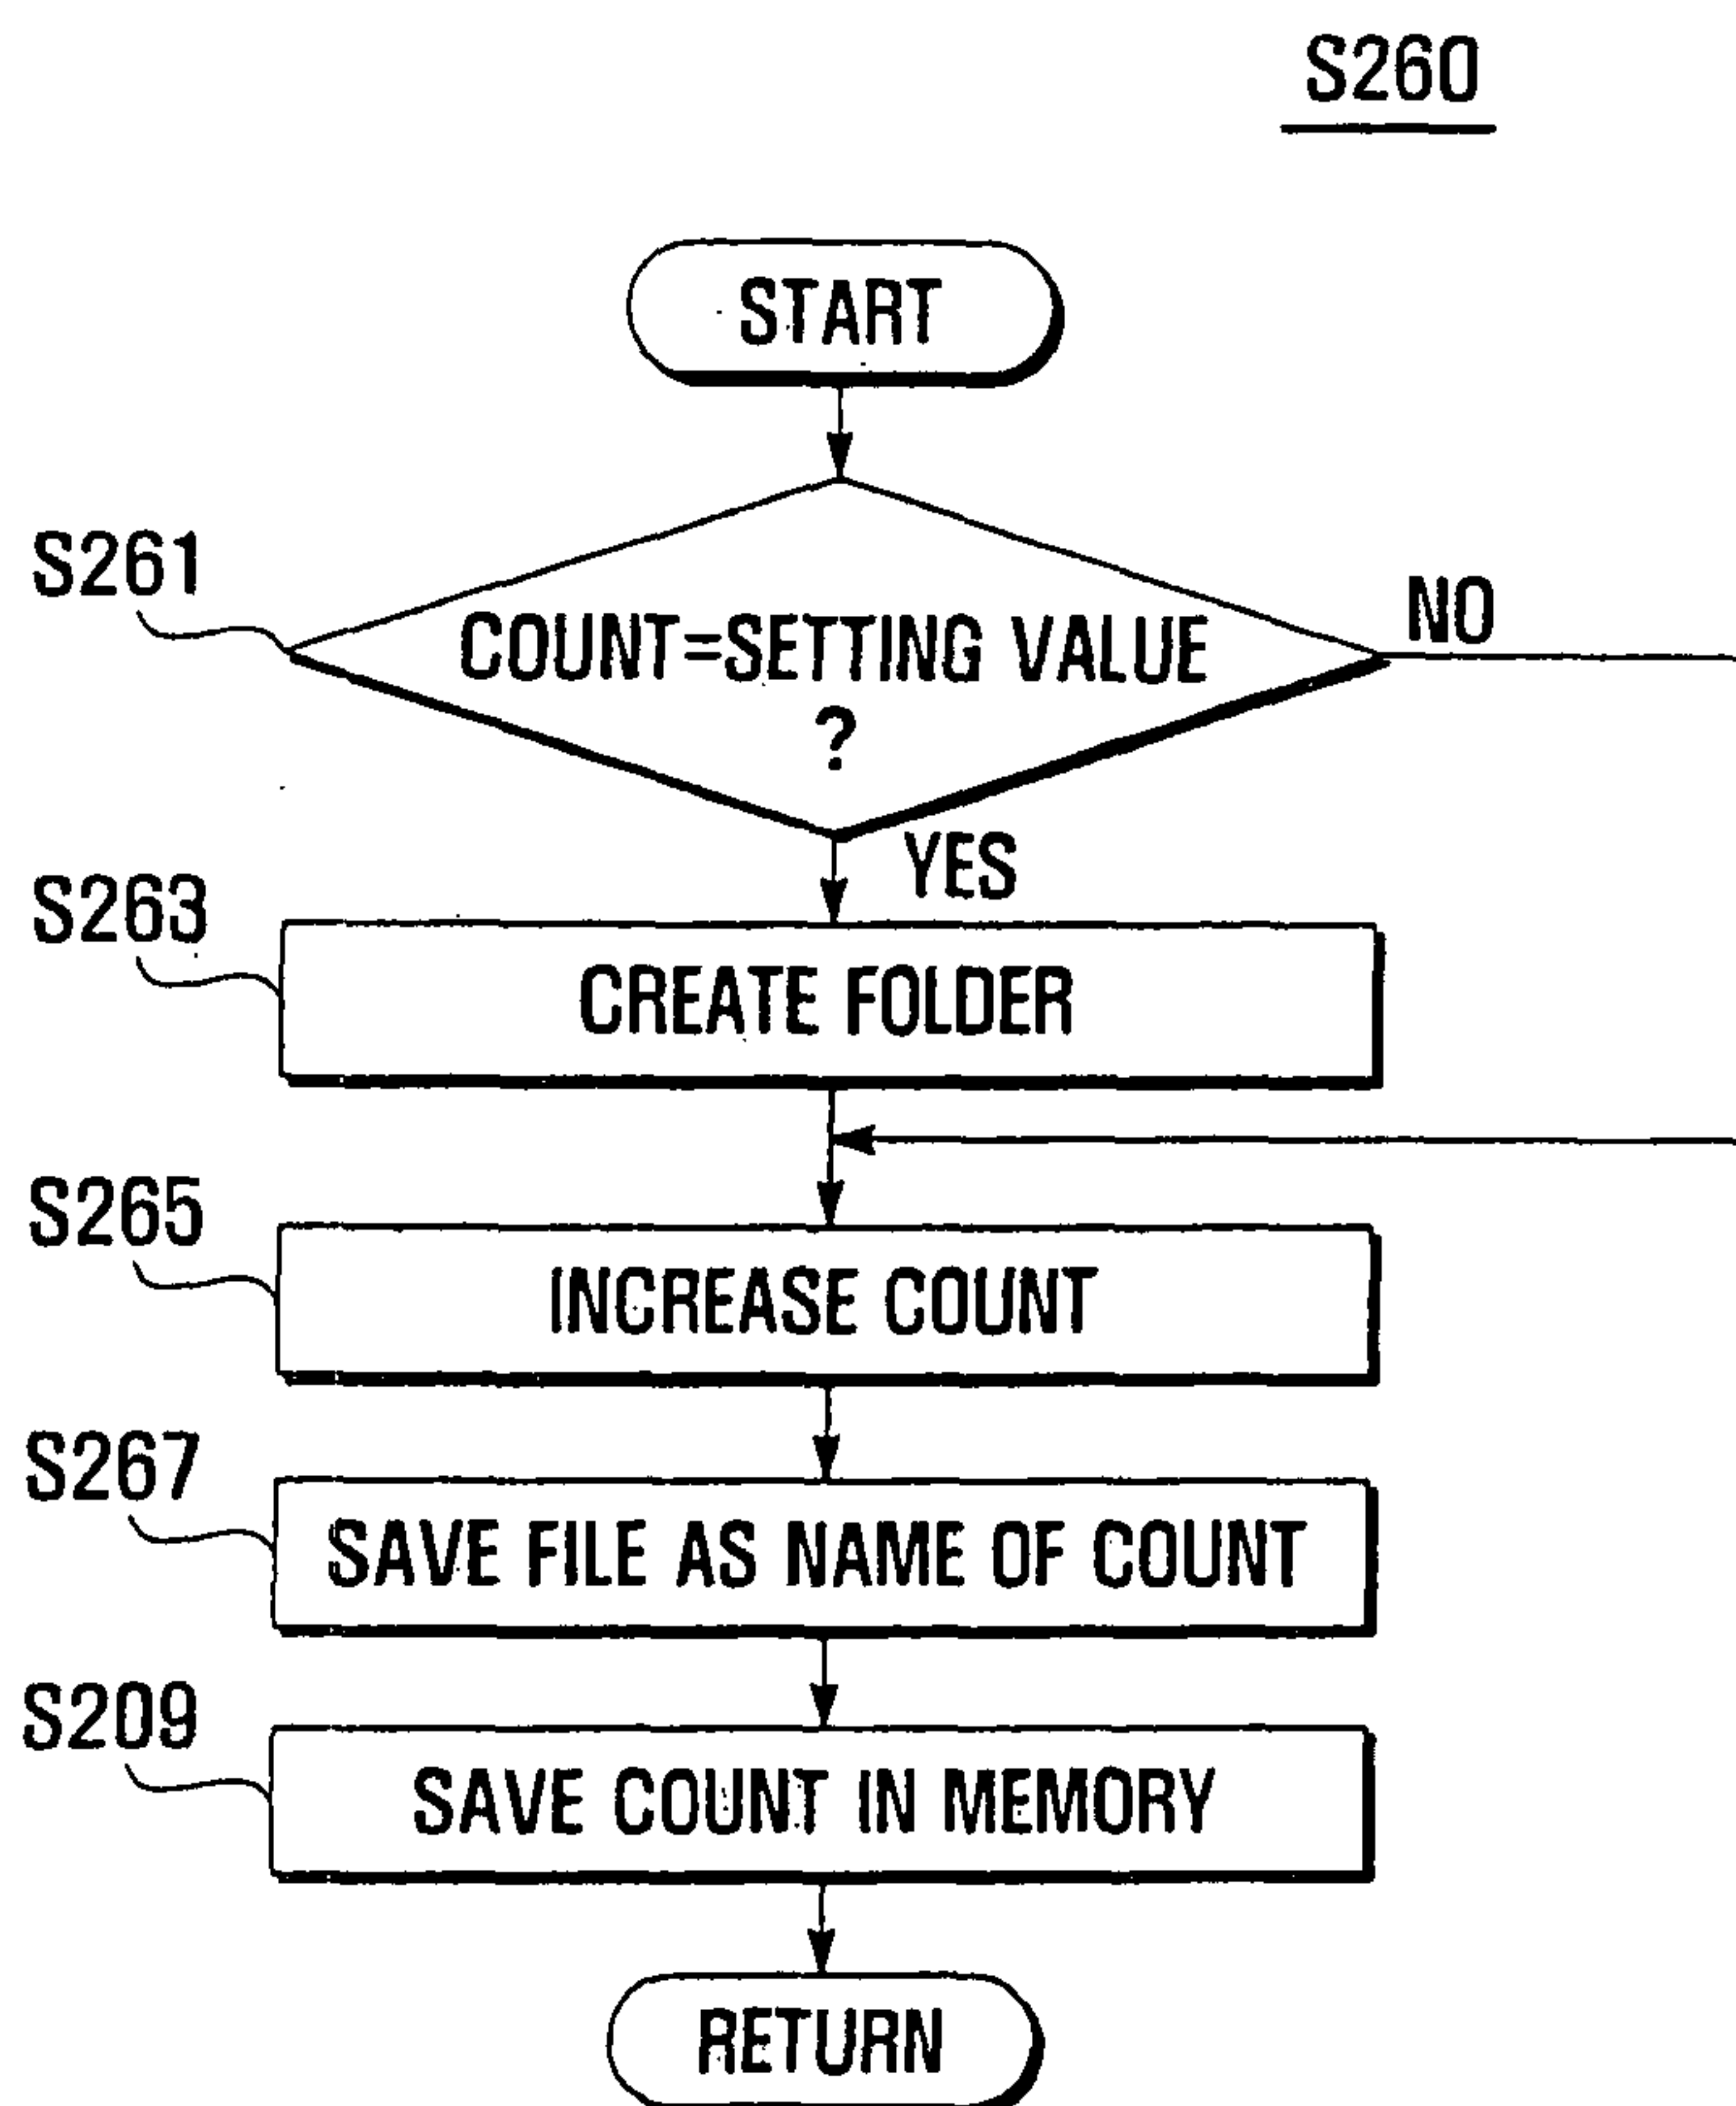 S260
START
S261
COUNT=SETTING VALUE
?
NO
YES
S263
CREATE FOLDER
S265
INCREASE COUNT
S267
SAVE FILE AS NAME OF COUNT
S209
SAVE COUNT IN MEMORY
RETURN